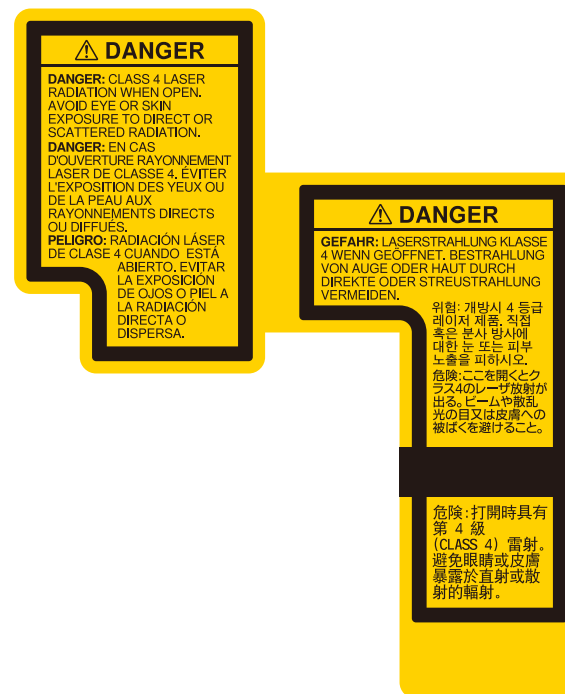 ⚠ DANGER
DANGER: CLASS 4 LASER
RADIATION WHEN OPEN.
AVOID EYE OR SKIN
EXPOSURE TO DIRECT OR
SCATTERED RADIATION.
DANGER: EN CAS
D'OUVERTURE RAYONNEMENT
LASER DE CLASSE 4. ÉVITER
L'EXPOSITION DES YEUX OU
DE LA PEAU AUX
RAYONNEMENTS DIRECTS
OU DIFFUÉS.
PELIGRO: RADIACIÓN LÁSER
DE CLASE 4 CUANDO ESTÁ
ABIERTO. EVITAR
LA EXPOSICIÓN
DE OJOS O PIEL A
LA RADIACIÓN
DIRECTA O
DISPERSA.
⚠ DANGER
GEFAHR: LASERSTRAHLUNG KLASSE
4 WENN GEÖFFNET. BESTRAHLUNG
VON AUGE ODER HAUT DURCH
DIREKTE ODER STREUSTRAHLUNG
VERMEIDEN.
위험: 개방시 4 등급
레이저 제품. 직접
혹은 분사 방사에
대한 눈 또는 피부
노출을 피하시오.
危険:ここを開くとク
ラス4のレーザ放射が
出る。ビームや散乱
光の目又は皮膚への
被ばくを避けること。
危険:打開時具有
第 4 級
(CLASS 4) 雷射。
避免眼睛或皮膚
暴露於直射或散
射的輻射。